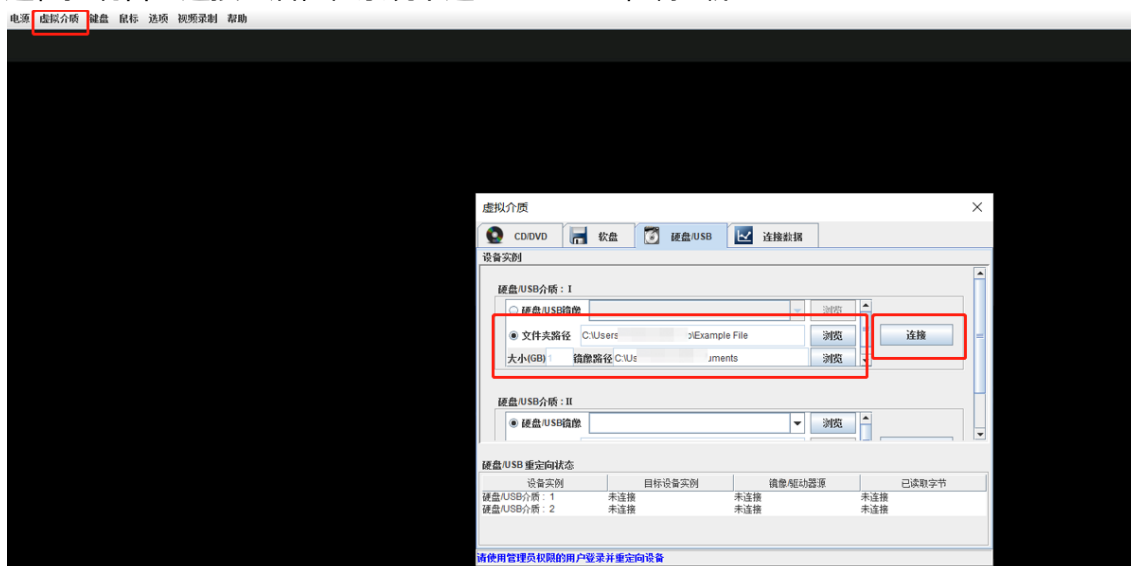 电源 虚拟介质 键盘 鼠标 选项 视频录制 帮助
虚拟介质
CD/DVD 软盘 硬盘/USB 连接数据
设备实例
硬盘/USB介质：I
硬盘/USB镜像 浏览
文件夹路径 C:\Users \Example File 浏览 连接
大小(GB) 1 镜像路径 C:\Us uments 浏览
硬盘/USB介质：II
硬盘/USB镜像 浏览
硬盘/USB 重定向状态
设备实例 目标设备实例 镜像/驱动器源 已读取字节
硬盘/USB介质：1 未连接 未连接 未连接
硬盘/USB介质：2 未连接 未连接 未连接
请使用管理员权限的用户登录并重定向设备